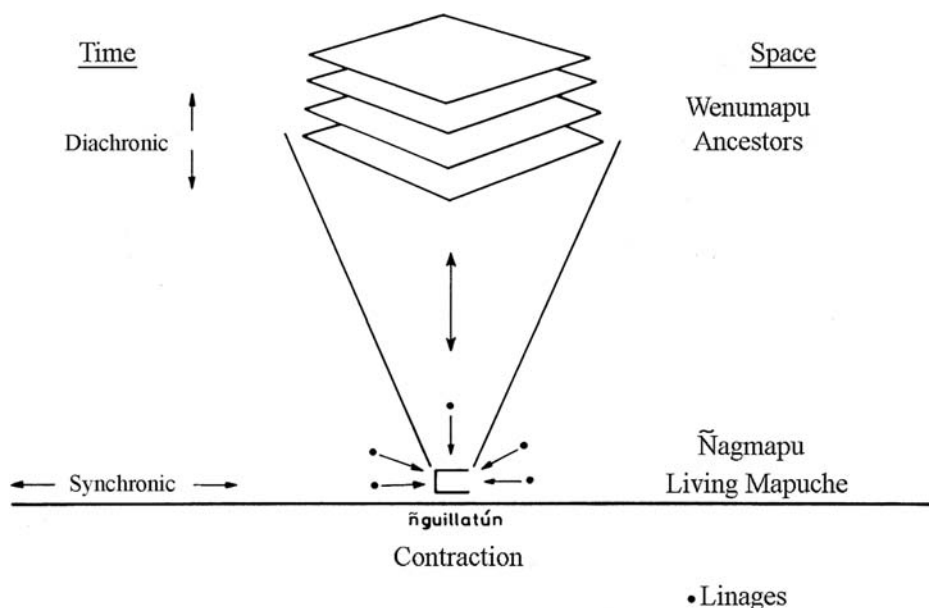 Time
Space
Wenumapu
Diachronic
Ancestors
Ñagmapu
Synchronic
Living Mapuche
ñguillatún
Contraction
• Linages